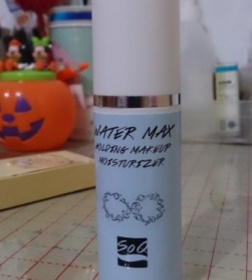 WATER MAX
HOLDING MAKEUP
MOISTURIZER
SOQ